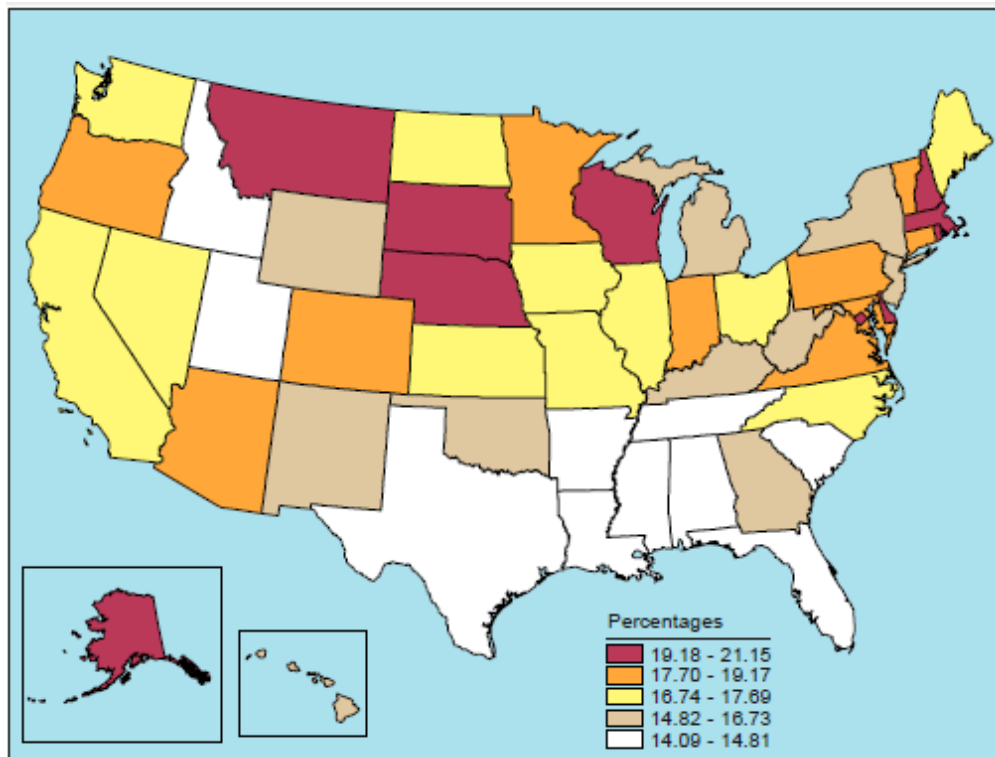 Percentages
19.18 - 21.15
17.70 - 19.17
16.74 - 17.69
14.82 - 16.73
14.09 - 14.81